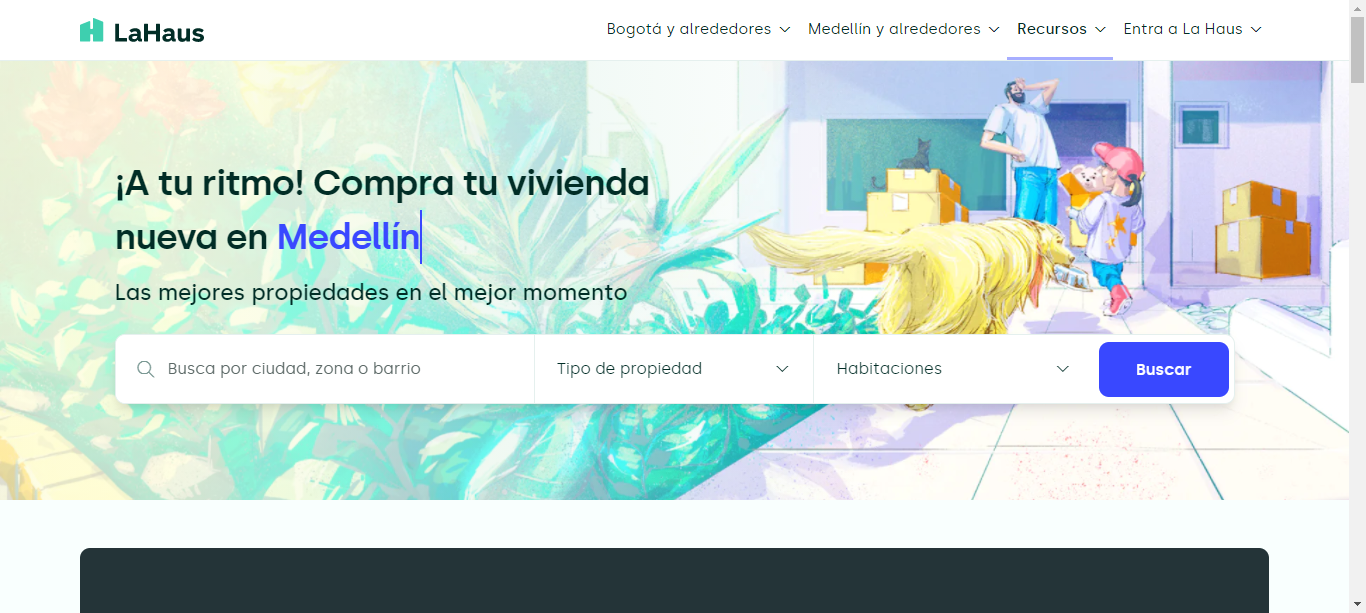 LaHaus
Bogotá y alrededores
Medellín y alrededores
Recursos
Entra a La Haus
¡A tu ritmo! Compra tu vivienda
nueva en Medellín
Las mejores propiedades en el mejor momento
Busca por ciudad, zona o barrio
Tipo de propiedad
Habitaciones
Buscar